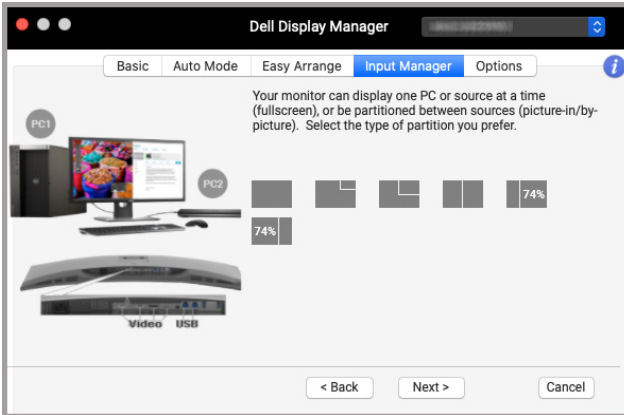 Dell Display Manager
Basic
Auto Mode
Easy Arrange
Input Manager
Options
i
Your monitor can display one PC or source at a time
(fullscreen), or be partitioned between sources (picture-in/by-
picture).  Select the type of partition you prefer.
PC1
PC2
74%
74%
Video
USB
< Back
Next >
Cancel